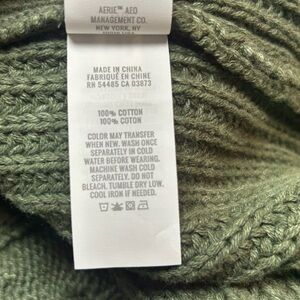 AERIE™ AEO
MANAGEMENT CO.
NEW YORK, NY
MADE IN CHINA
FABRIQUÉ EN CHINE
RN 54485 CA 03873
100% COTTON
100% COTON
COLOR MAY TRANSFER
WHEN NEW. WASH ONCE
SEPARATELY IN COLD
WATER BEFORE WEARING.
MACHINE WASH COLD
SEPARATELY. DO NOT
BLEACH. TUMBLE DRY LOW.
COOL IRON IF NEEDED.